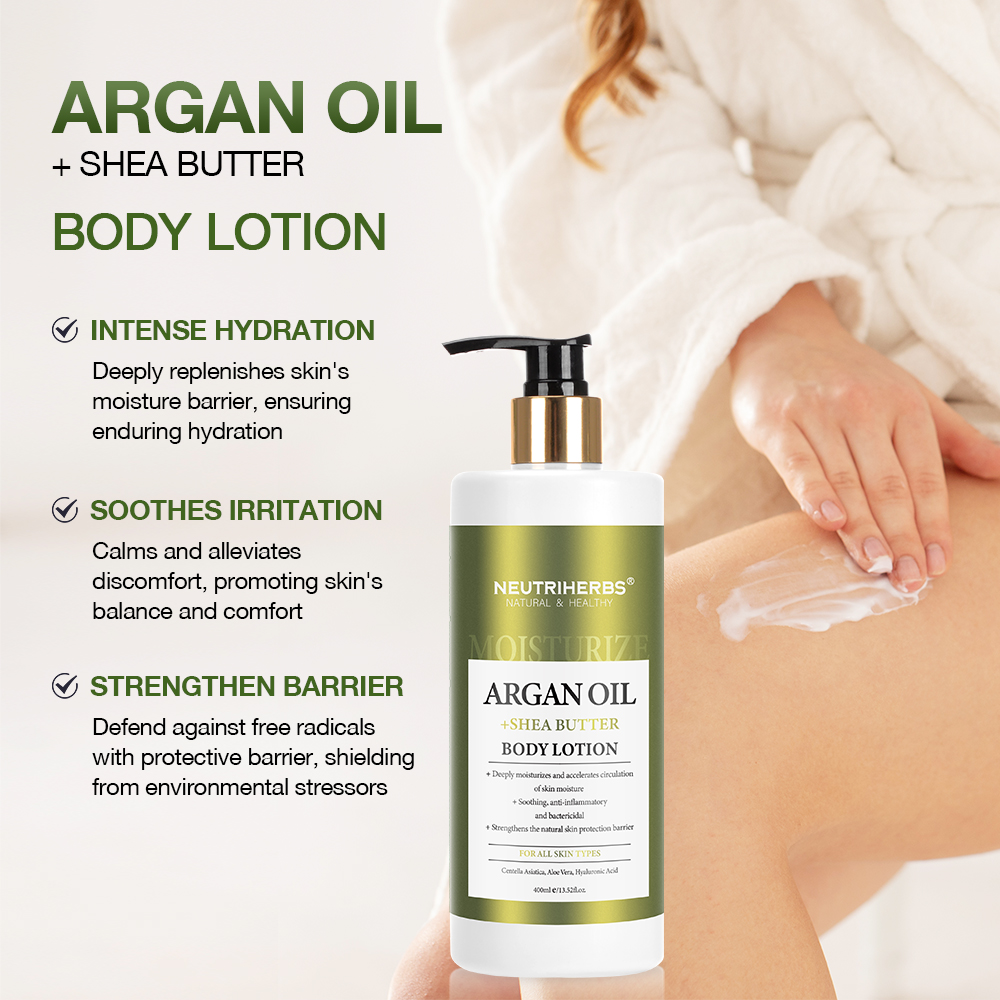 ARGAN OIL
+ SHEA BUTTER
BODY LOTION
INTENSE HYDRATION
Deeply replenishes skin's
moisture barrier, ensuring
enduring hydration
SOOTHES IRRITATION
Calms and alleviates
discomfort, promoting skin's
balance and comfort
STRENGTHEN BARRIER
Defend against free radicals
with protective barrier, shielding
from environmental stressors
NEUTRIHERBS®
NATURAL & HEALTHY
MOISTURIZE
ARGAN OIL
+SHEA BUTTER
BODY LOTION
+ Deeply moisturizes and accelerates circulation
of skin moisture
+ Soothing, anti-inflammatory
and bactericidal
+ Strengthens the natural skin protection barrier
FOR ALL SKIN TYPES
Centella Asiatica, Aloe Vera, Hyaluronic Acid
400ml e/13.52fl.oz.